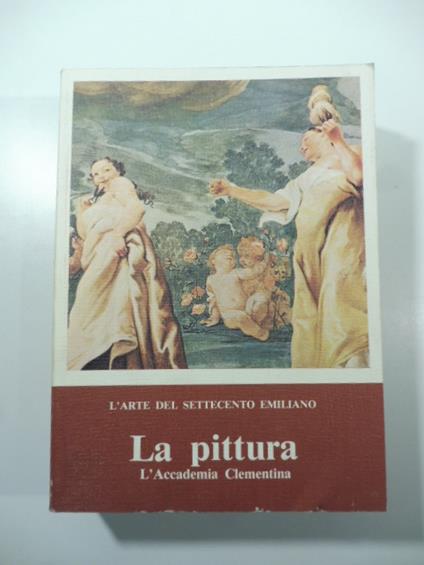 L'ARTE DEL SETTECENTO EMILIANO
La pittura
L'Accademia Clementina